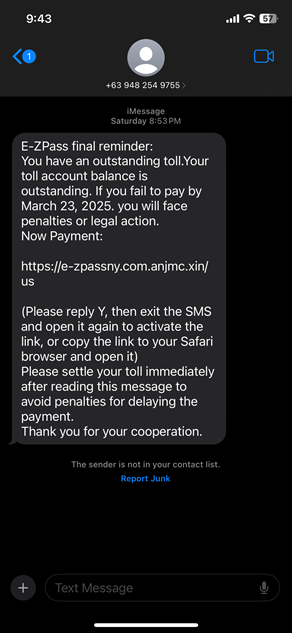 9:43
57
1
+63 948 254 9755
iMessage
Saturday 8:53 PM
E-ZPass final reminder:
You have an outstanding toll.Your
toll account balance is
outstanding. If you fail to pay by
March 23, 2025. you will face
penalties or legal action.
Now Payment:
https://e-zpassny.com.anjmc.xin/
us
(Please reply Y, then exit the SMS
and open it again to activate the
link, or copy the link to your Safari
browser and open it)
Please settle your toll immediately
after reading this message to
avoid penalties for delaying the
payment.
Thank you for your cooperation.
The sender is not in your contact list.
Report Junk
Text Message